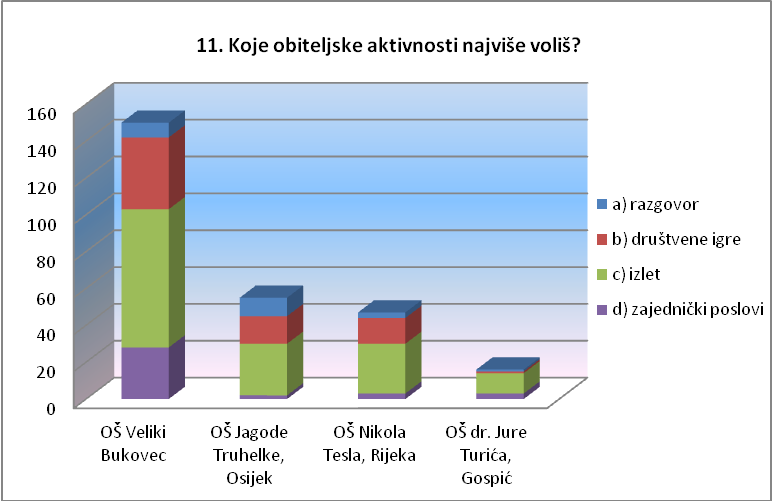 11. Koje obiteljske aktivnosti najviše voliš?
160
140
120
100
80
60
40
20
0
OŠ Veliki
Bukovec
OŠ Jagode
Truhelke,
Osijek
OŠ Nikola
Tesla, Rijeka
OŠ dr. Jure
Turića,
Gospić
a) razgovor
b) društvene igre
c) izlet
d) zajednički poslovi